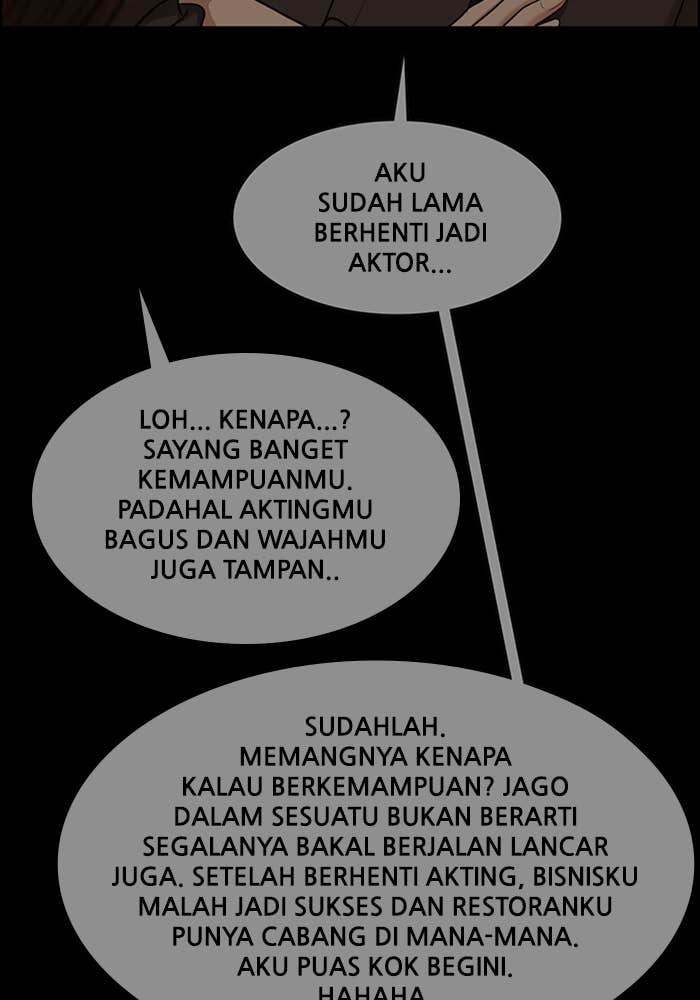 AKU
SUDAH LAMA
BERHENTI JADI
AKTOR...
LOH... KENAPA...?
SAYANG BANGET
KEMAMPUANMU.
PADAHAL AKTINGMU
BAGUS DAN WAJAHMU
JUGA TAMPAN..
SUDAHLAH.
MEMANGNYA KENAPA
KALAU BERKEMAMPUAN? JAGO
DALAM SESUATU BUKAN BERARTI
SEGALANYA BAKAL BERJALAN LANCAR
JUGA. SETELAH BERHENTI AKTING, BISNISKU
MALAH JADI SUKSES DAN RESTORANKU
PUNYA CABANG DI MANA-MANA.
AKU PUAS KOK BEGINI.
HAHAHA